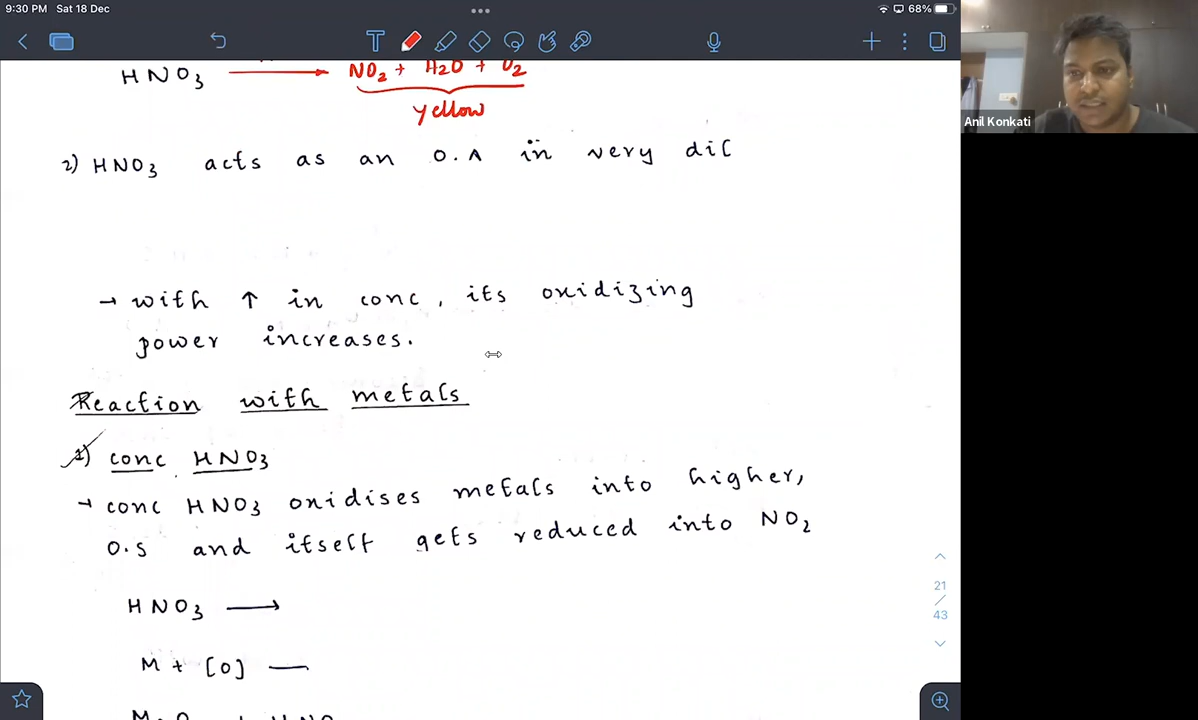 9:30 PM Sat 18 Dec
68%
HNO3 → NO2 + H2O + O2
yellow
Anil Konkati
2) HNO3 acts as an O.A in very dil
→ with ↑ in conc, its oxidizing
power increases.
Reaction with metals
1) conc HNO3
→ conc HNO3 oxidises metals into higher,
O.S and itself gets reduced into NO2
21
/
43
HNO3 →
M + [O] —